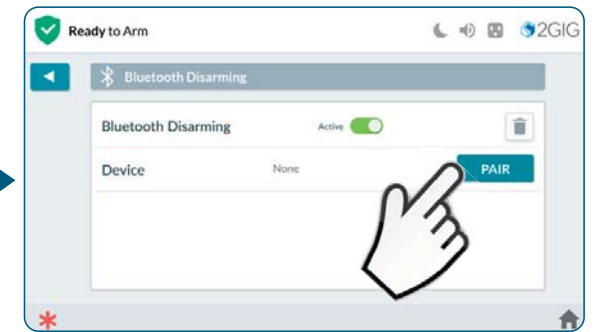 Ready to Arm
2GIG
Bluetooth Disarming
Bluetooth Disarming Active
Device None PAIR